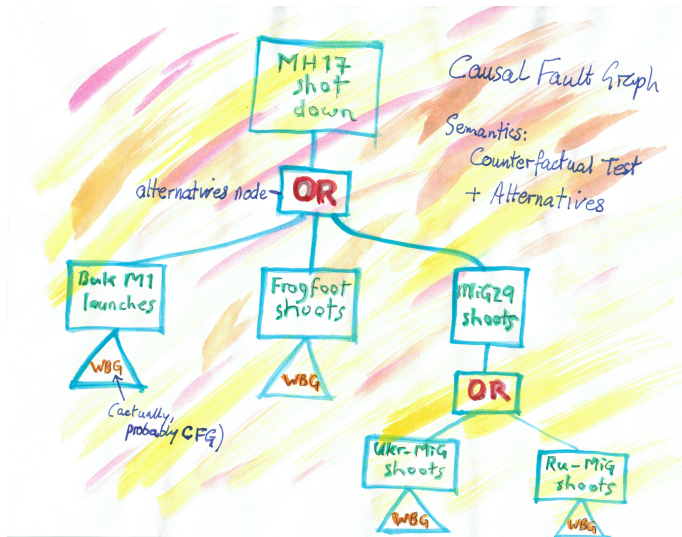 MH17
shot
down
Causal Fault Graph
Semantics:
Counterfactual Test
+ Alternatives
alternatives node
OR
Buk M1
launches
Frogfoot
shoots
MiG29
shoots
WBG
WBG
(actually,
probably CFG)
OR
Ukr-MiG
shoots
Ru-MiG
shoots
WBG
WBG